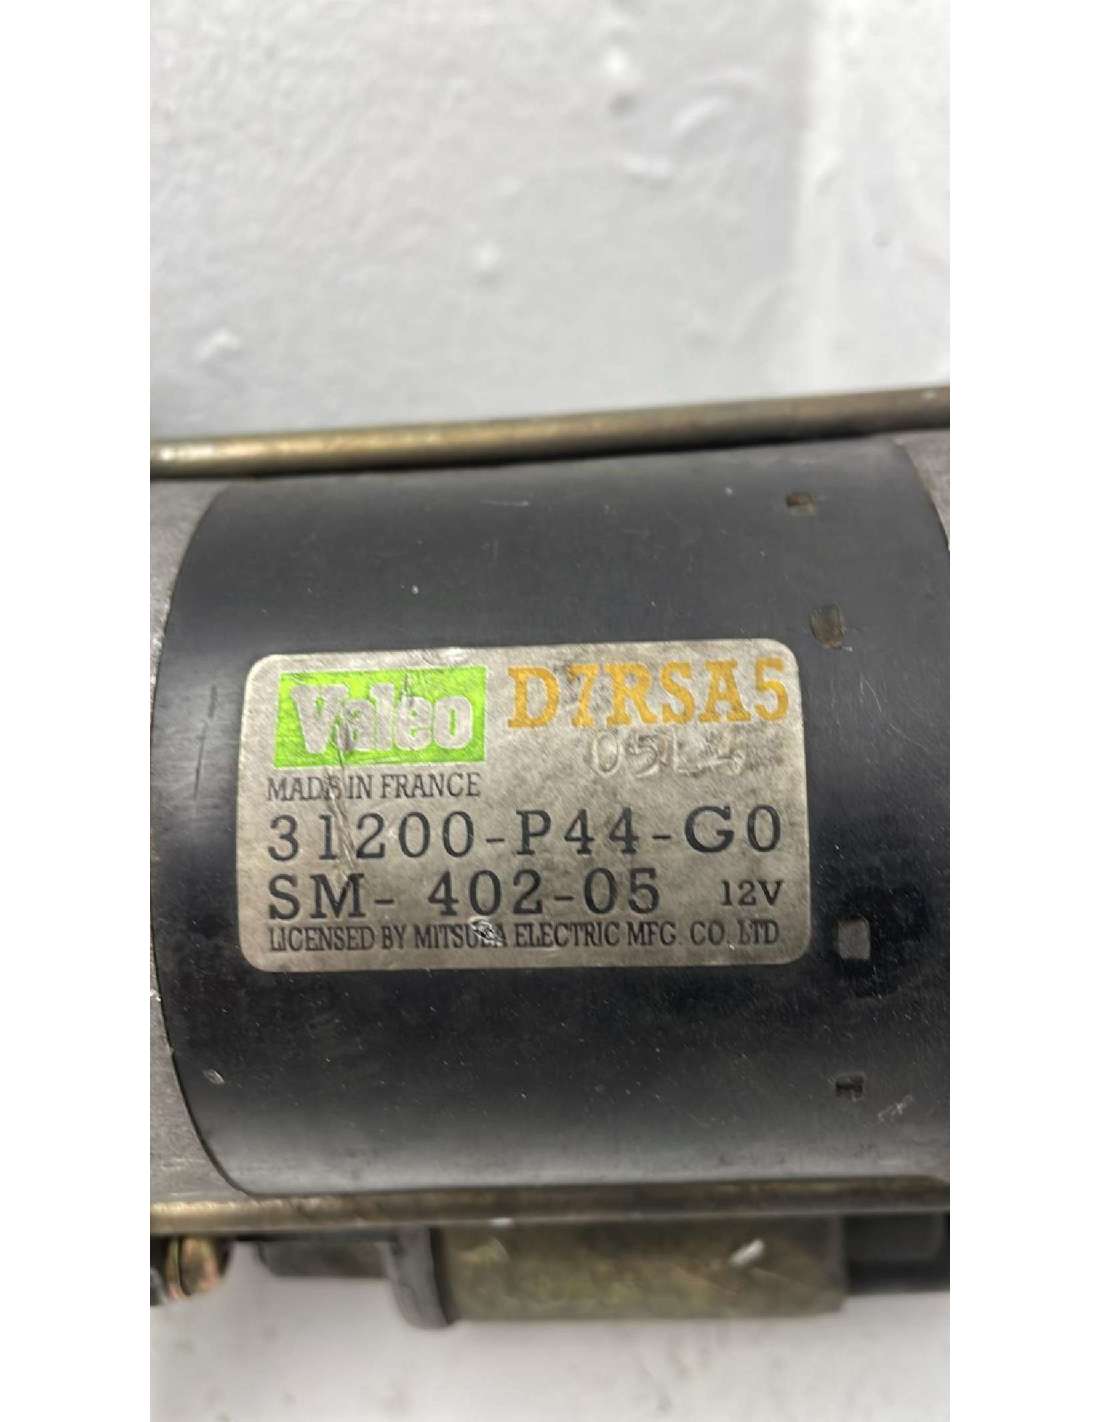 Valeo D7RSA5
MADE IN FRANCE
31200-P44-G0
SM- 402-05 12V
LICENSED BY MITSUBA ELECTRIC MFG. CO. LTD